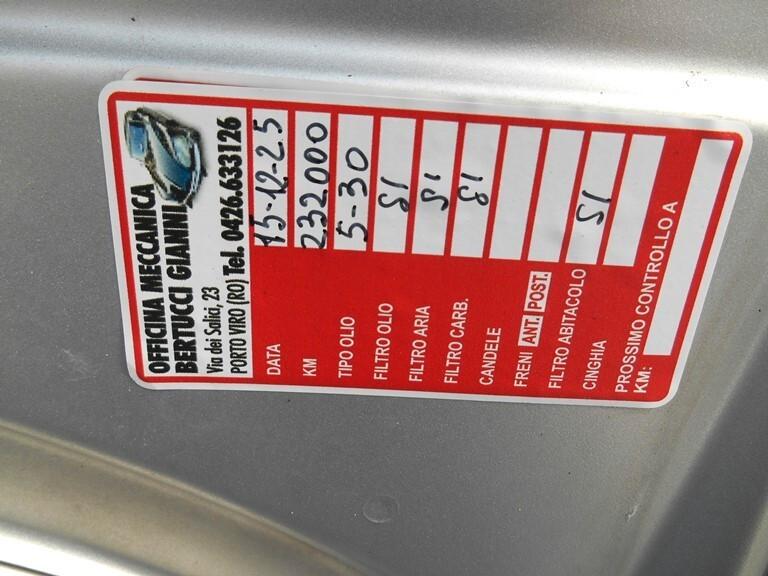 OFFICINA MECCANICA
BERTUCCI GIANNI
Via dei Salici, 23
PORTO VIRO (RO) Tel. 0426.633126
DATA 15-12-25
KM 232000
TIPO OLIO 5-30
FILTRO OLIO SI
FILTRO ARIA SI
FILTRO CARB. SI
CANDELE
FRENI ANT. POST.
FILTRO ABITACOLO SI
CINGHIA
PROSSIMO CONTROLLO A
KM: